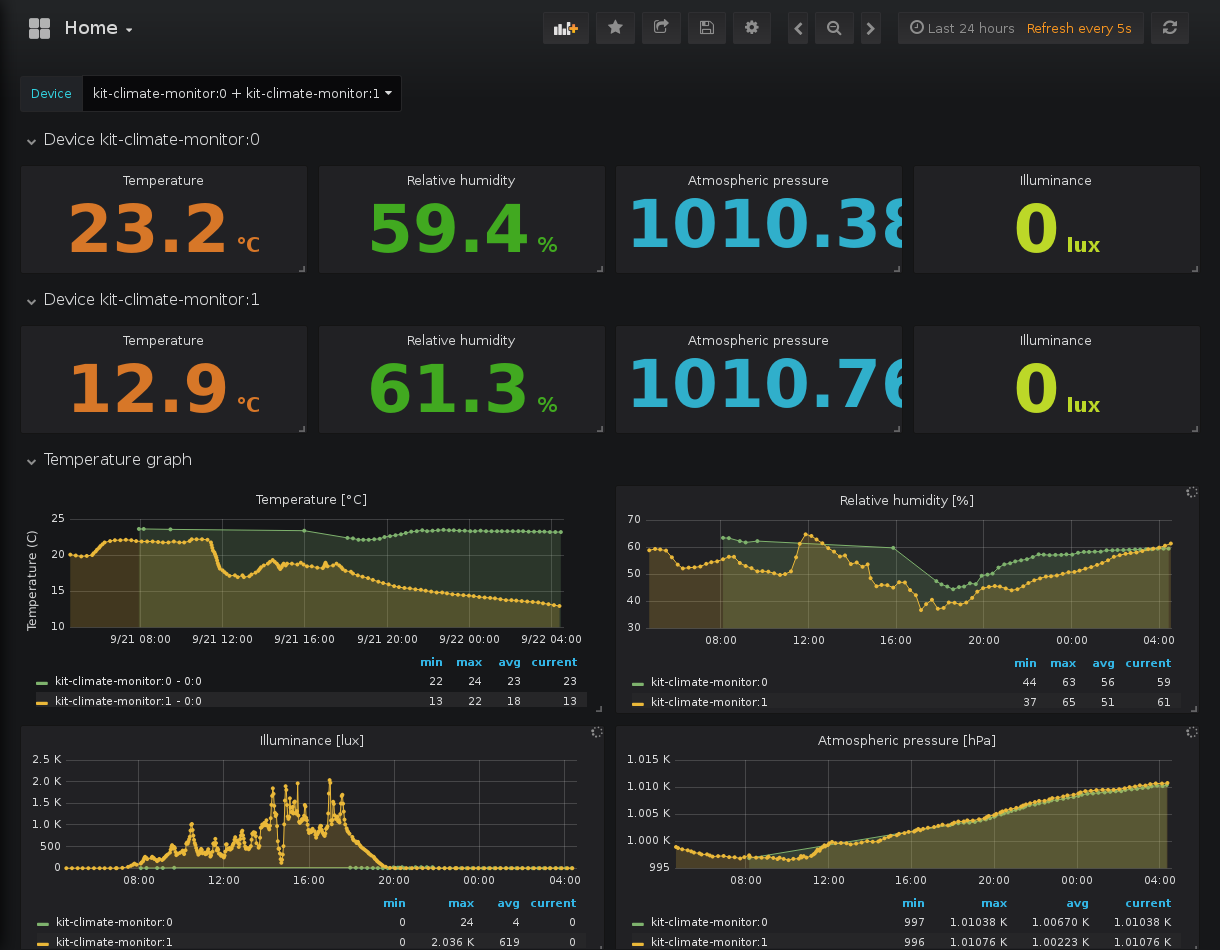 Home
Last 24 hours Refresh every 5s
Device kit-climate-monitor:0 + kit-climate-monitor:1
Device kit-climate-monitor:0
Temperature Relative humidity Atmospheric pressure Illuminance
23.2 °C 59.4 % 1010.38 0 lux
Device kit-climate-monitor:1
Temperature Relative humidity Atmospheric pressure Illuminance
12.9 °C 61.3 % 1010.76 0 lux
Temperature graph
Temperature [°C]
Temperature (C)
25
20
15
10
9/21 08:00 9/21 12:00 9/21 16:00 9/21 20:00 9/22 00:00 9/22 04:00
min max avg current
kit-climate-monitor:0 - 0:0 22 24 23 23
kit-climate-monitor:1 - 0:0 13 22 18 13
Relative humidity [%]
70
60
50
40
30
08:00 12:00 16:00 20:00 00:00 04:00
min max avg current
kit-climate-monitor:0 44 63 56 59
kit-climate-monitor:1 37 65 51 61
Illuminance [lux]
2.5 K
2.0 K
1.5 K
1.0 K
500
0
08:00 12:00 16:00 20:00 00:00 04:00
min max avg current
kit-climate-monitor:0 0 24 4 0
kit-climate-monitor:1 0 2.036 K 619 0
Atmospheric pressure [hPa]
1.015 K
1.010 K
1.005 K
1.000 K
995
08:00 12:00 16:00 20:00 00:00 04:00
min max avg current
kit-climate-monitor:0 997 1.01038 K 1.00670 K 1.01038 K
kit-climate-monitor:1 996 1.01076 K 1.00223 K 1.01076 K